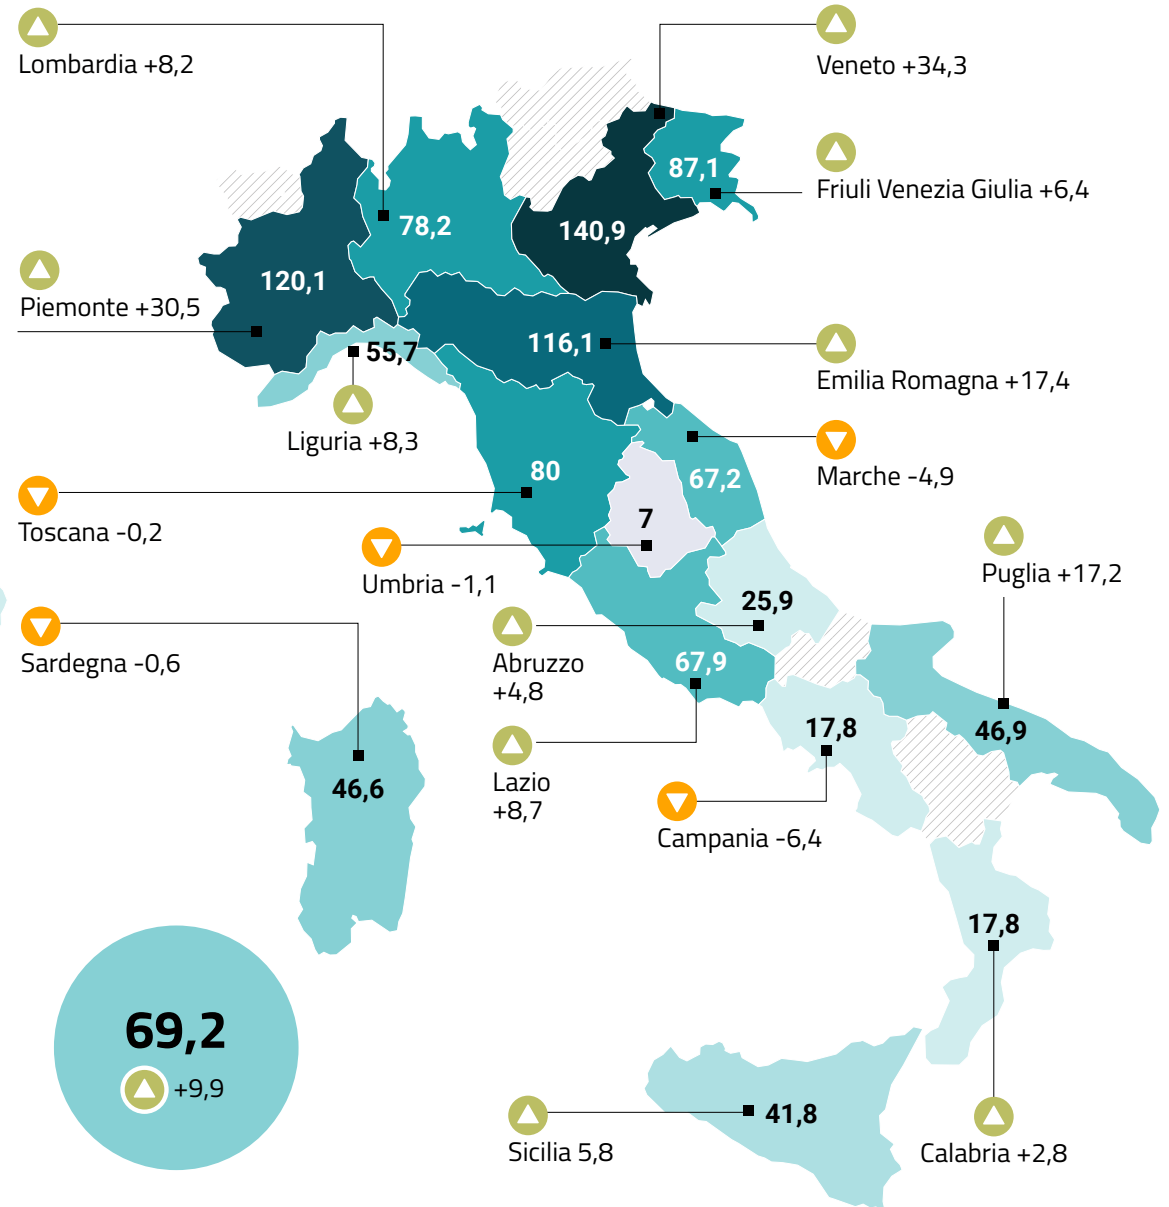 Lombardia +8,2
Veneto +34,3
87,1
Friuli Venezia Giulia +6,4
78,2
140,9
120,1
Piemonte +30,5
116,1
55,7
Emilia Romagna +17,4
Liguria +8,3
80
67,2
Marche -4,9
7
Toscana -0,2
Umbria -1,1
Puglia +17,2
25,9
Sardegna -0,6
Abruzzo
+4,8
67,9
17,8
46,9
46,6
Lazio
+8,7
Campania -6,4
17,8
69,2
+9,9
41,8
Sicilia 5,8
Calabria +2,8